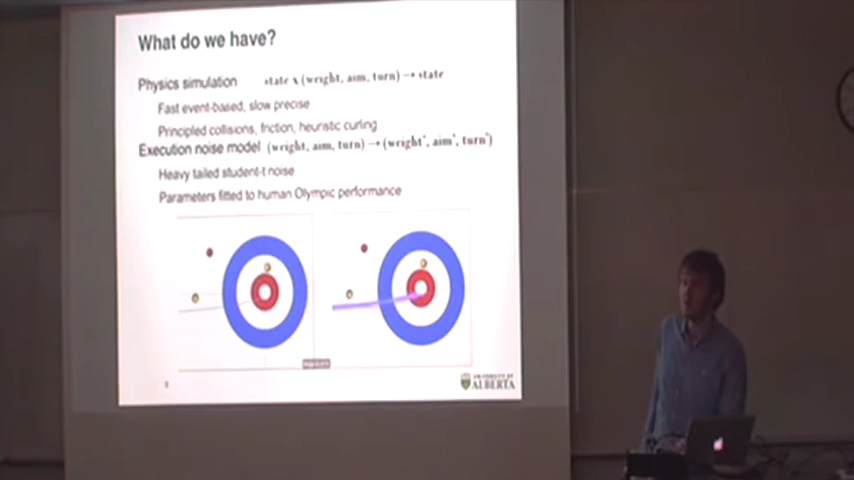 What do we have?
Physics simulation state x (weight, aim, turn) → state
Fast event-based, slow precise
Principled collisions, friction, heuristic curling
Execution noise model (weight, aim, turn) → (weight', aim', turn')
Heavy tailed student-t noise
Parameters fitted to human Olympic performance
UNIVERSITY OF
ALBERTA